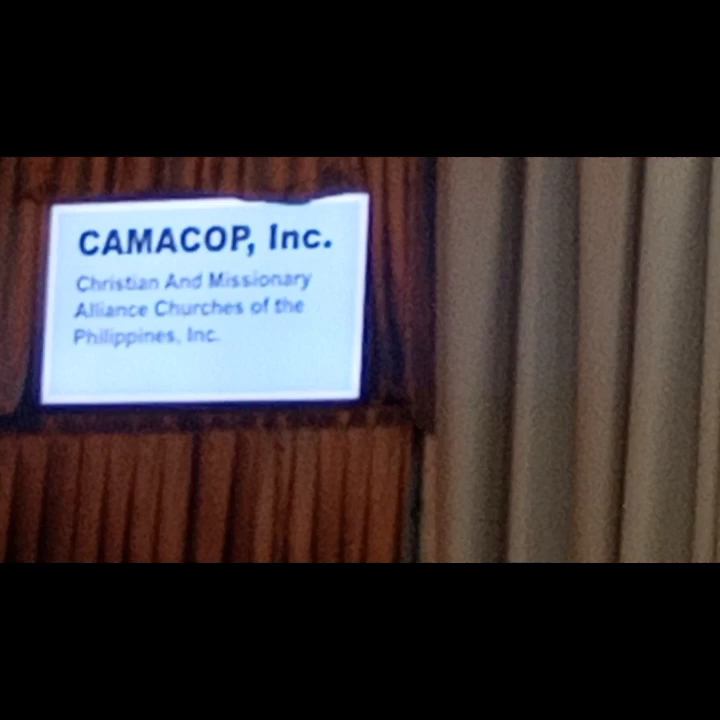 CAMACOP, Inc.
Christian And Missionary
Alliance Churches of the
Philippines, Inc.